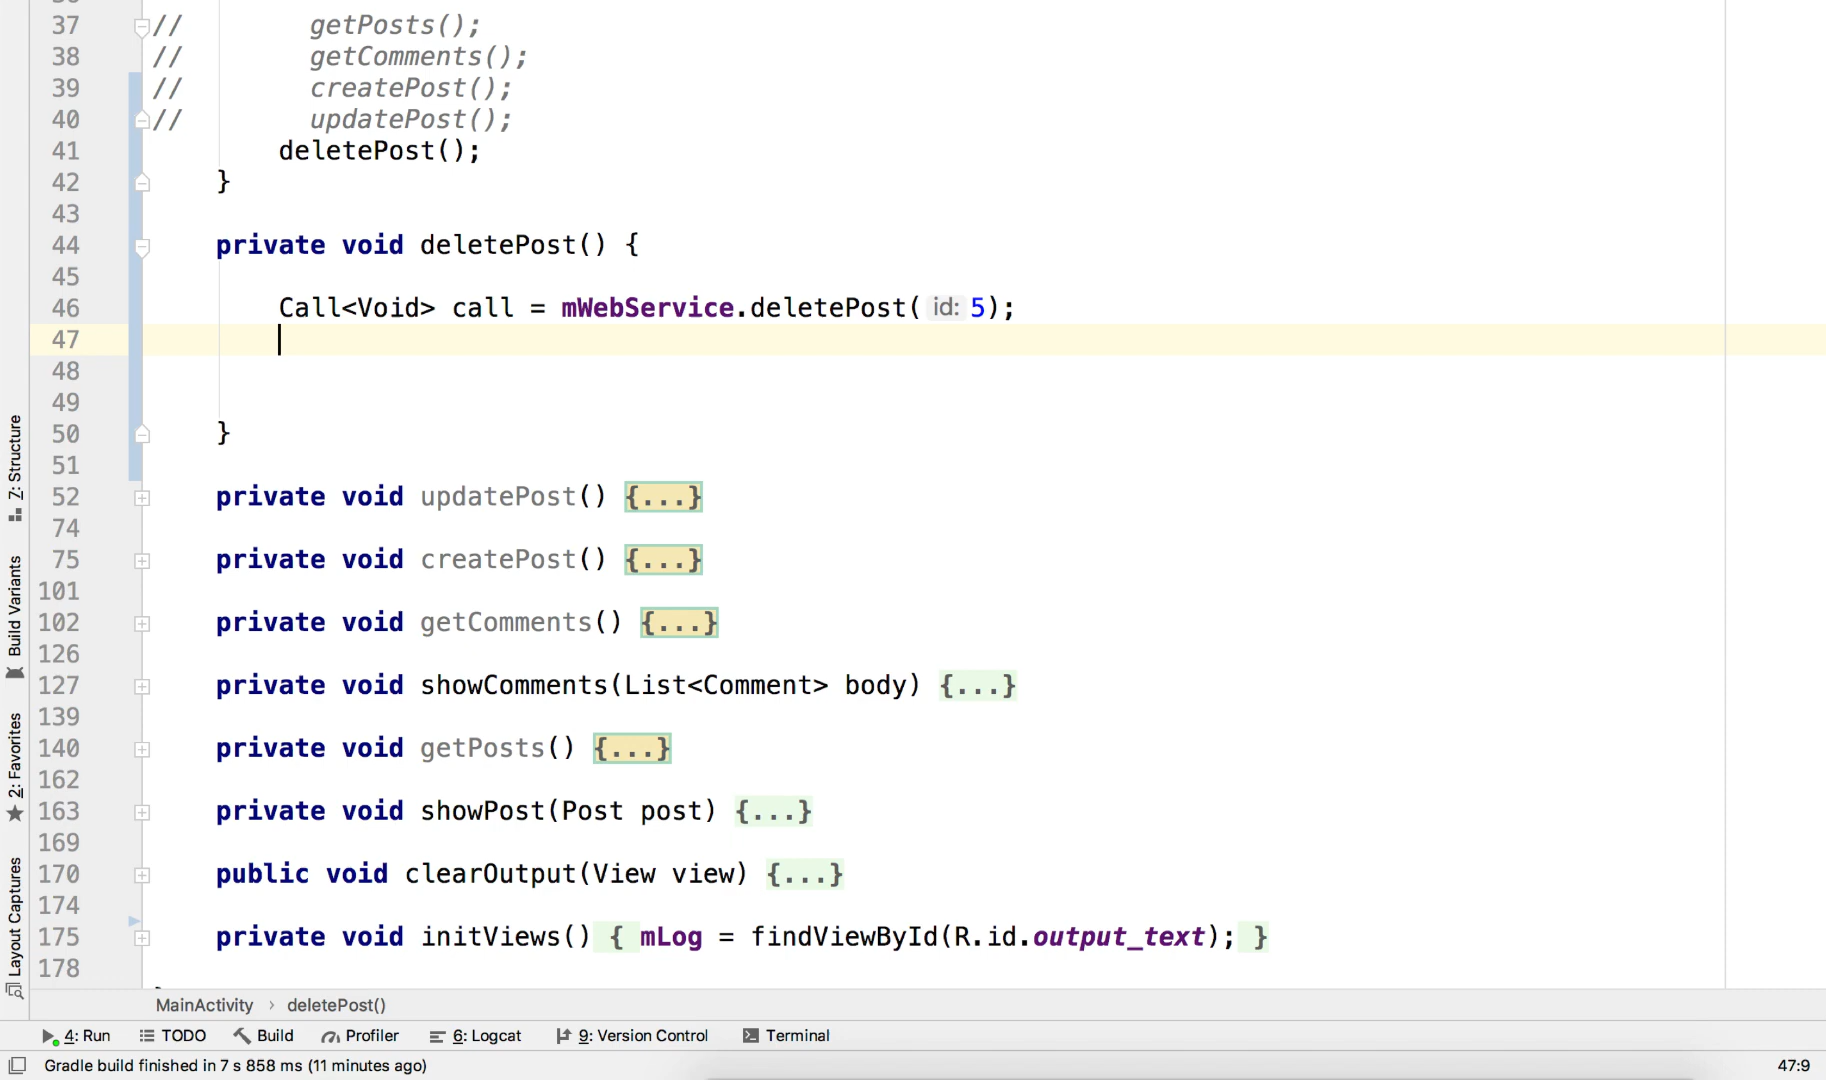 37 // getPosts();
38 // getComments();
39 // createPost();
40 // updatePost();
41 deletePost();
42 }
43
44 private void deletePost() {
45
46 Call<Void> call = mWebService.deletePost( id: 5);
47
48
49
50 }
51
52 private void updatePost() {...}
74
75 private void createPost() {...}
101
102 private void getComments() {...}
126
127 private void showComments(List<Comment> body) {...}
139
140 private void getPosts() {...}
162
163 private void showPost(Post post) {...}
169
170 public void clearOutput(View view) {...}
174
175 private void initViews() { mLog = findViewById(R.id.output_text); }
178
7: Structure
Build Variants
2: Favorites
Layout Captures
MainActivity › deletePost()
4: Run TODO Build Profiler 6: Logcat 9: Version Control Terminal
Gradle build finished in 7 s 858 ms (11 minutes ago) 47:9